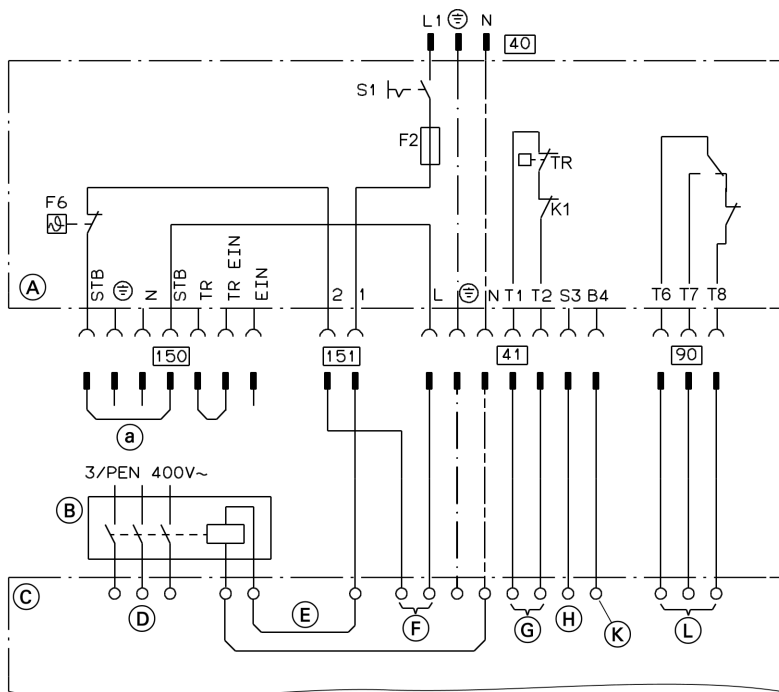 L1 N
40
S1
F2
TR
K1
F6
A
STB N STB TR TR EIN EIN 2 1 L N T1 T2 S3 B4 T6 T7 T8
150 151 41 90
a
3/PEN 400V~
B
C
D E F G H K L